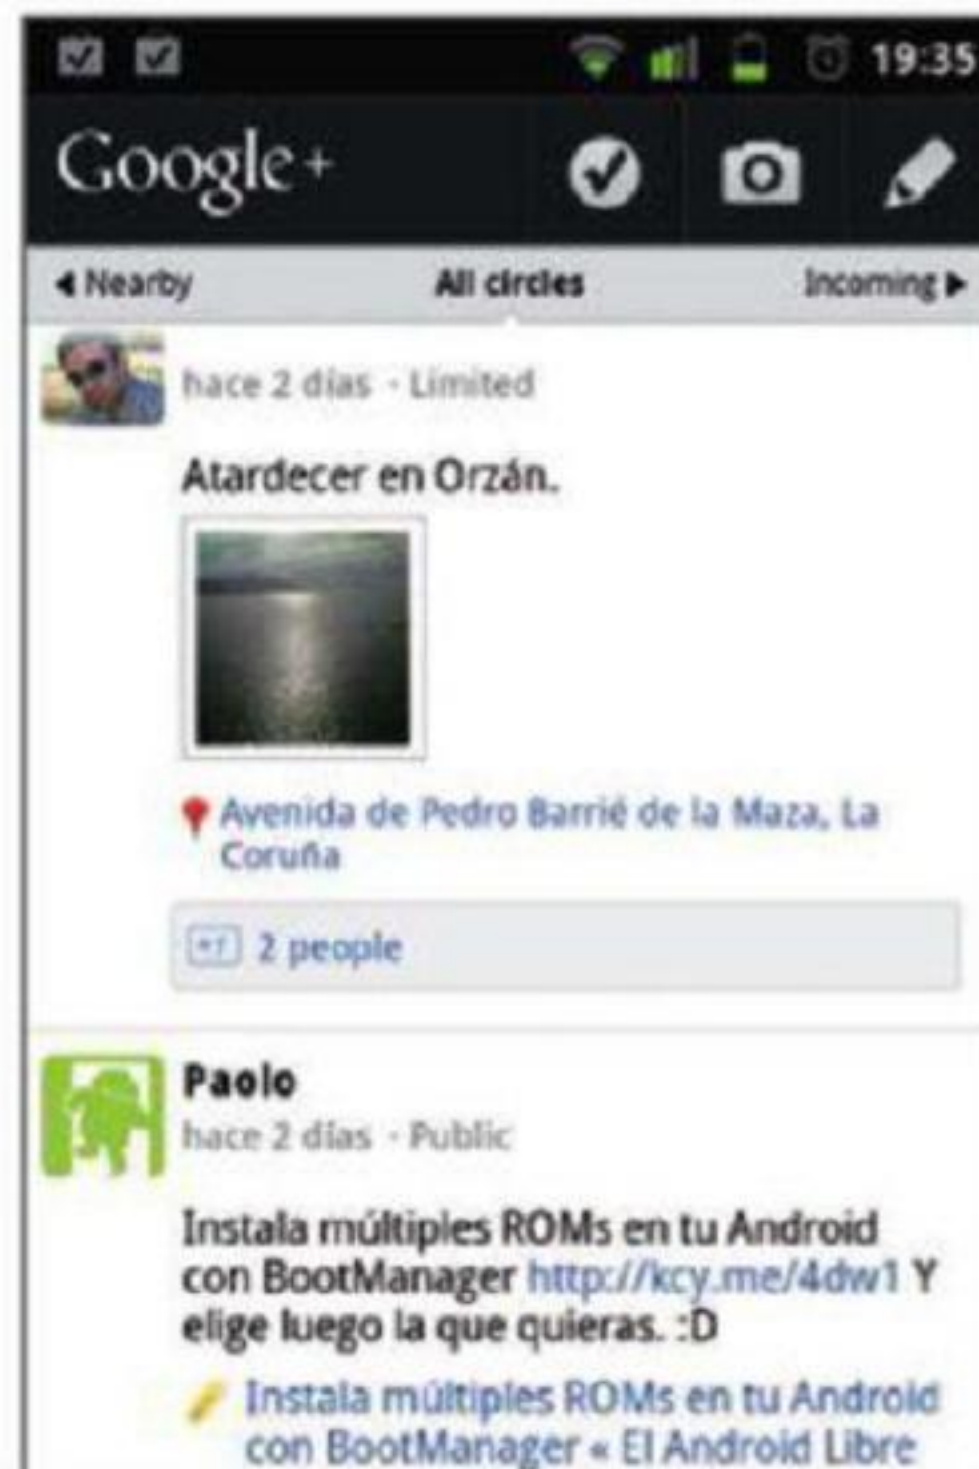 19:35
Google+
Nearby All circles Incoming
hace 2 días · Limited
Atardecer en Orzán.
Avenida de Pedro Barrié de la Maza, La
Coruña
+1 2 people
Paolo
hace 2 días · Public
Instala múltiples ROMs en tu Android
con BootManager http://kcy.me/4dw1 Y
elige luego la que quieras. :D
Instala múltiples ROMs en tu Android
con BootManager « El Android Libre